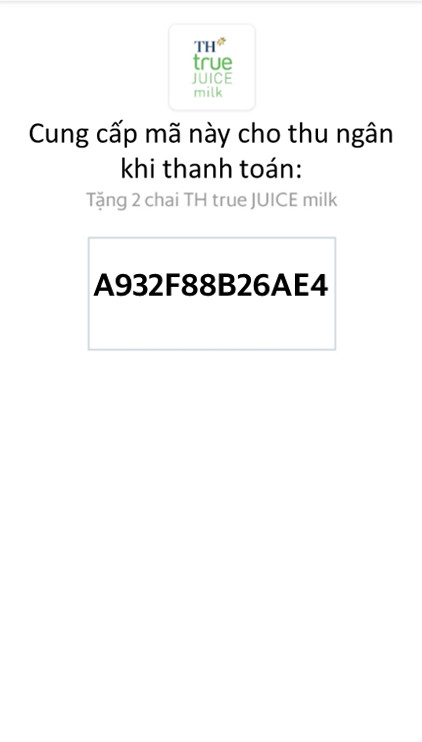 TH
true
JUICE
milk
Cung cấp mã này cho thu ngân
khi thanh toán:
Tặng 2 chai TH true JUICE milk
A932F88B26AE4